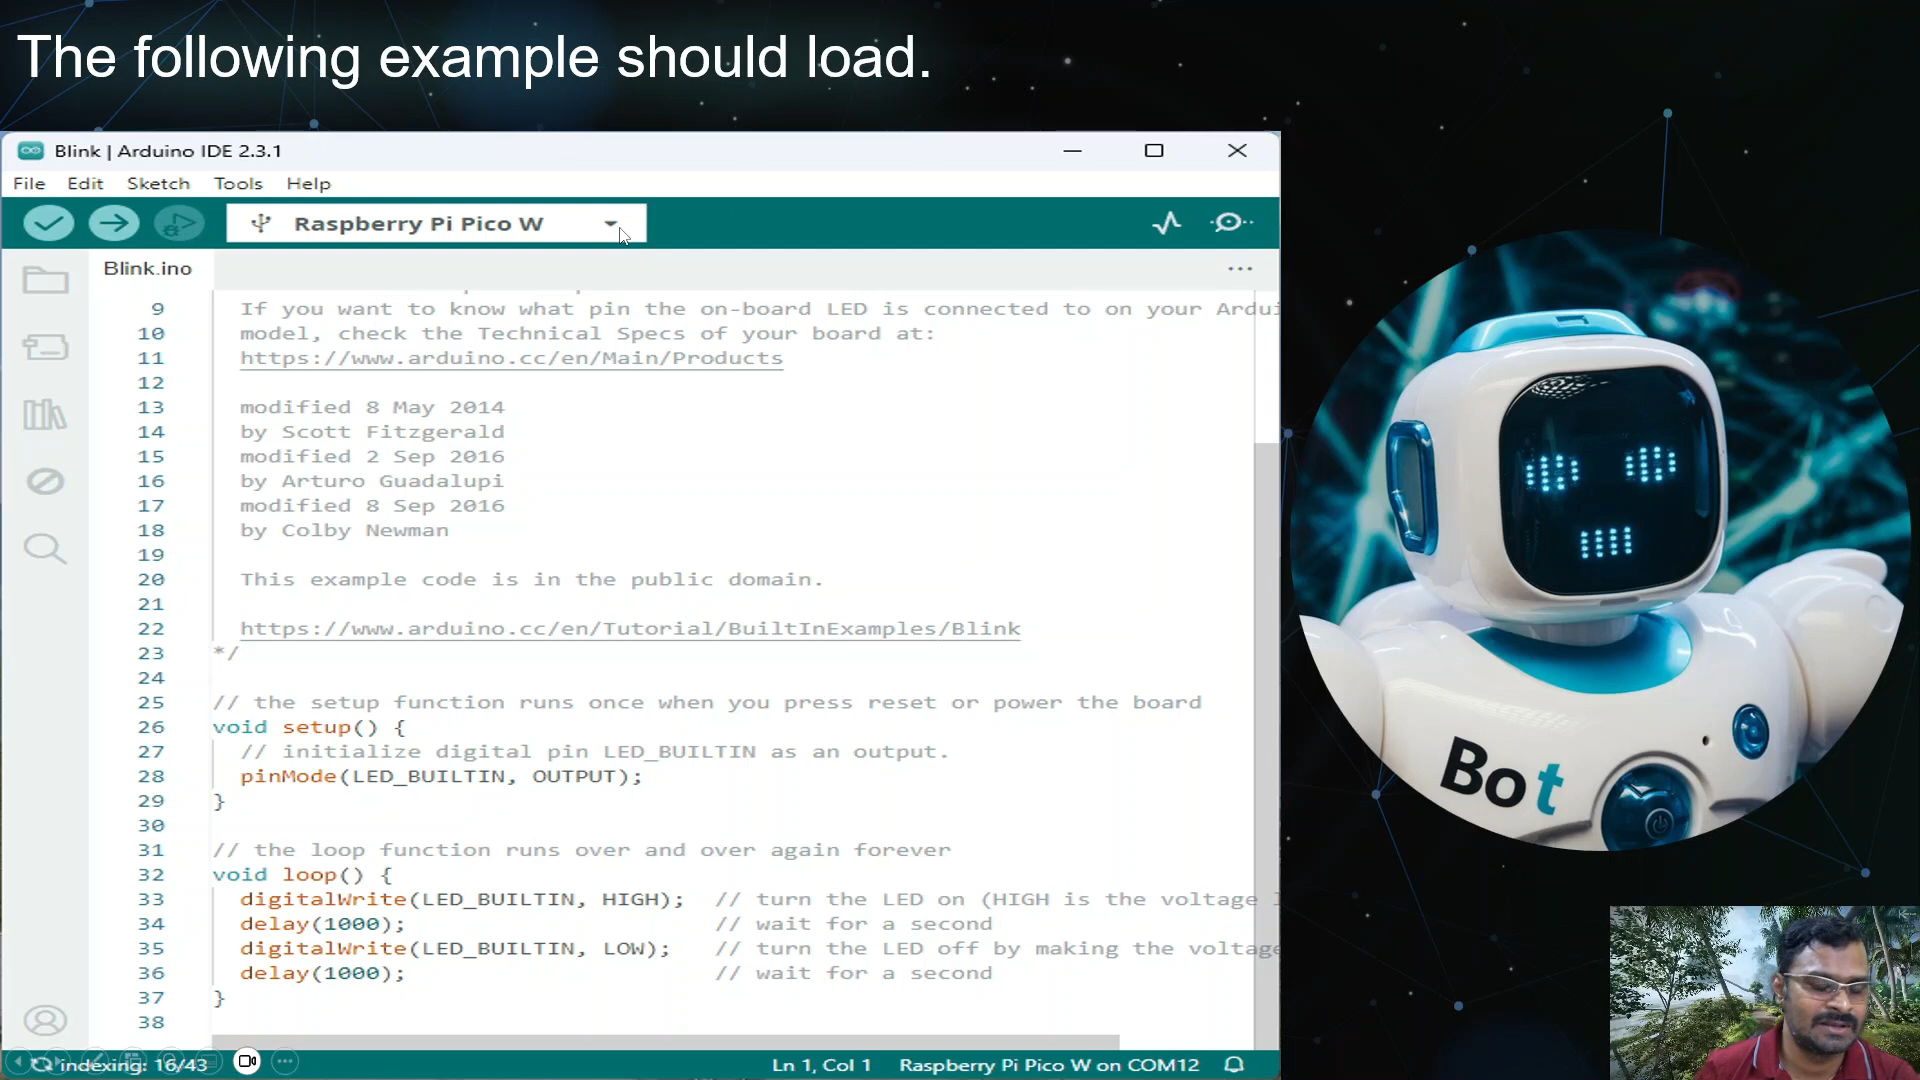 The following example should load.
Blink | Arduino IDE 2.3.1
File Edit Sketch Tools Help
Raspberry Pi Pico W
Blink.ino
9 If you want to know what pin the on-board LED is connected to on your Ardui
10 model, check the Technical Specs of your board at:
11 https://www.arduino.cc/en/Main/Products
12
13 modified 8 May 2014
14 by Scott Fitzgerald
15 modified 2 Sep 2016
16 by Arturo Guadalupi
17 modified 8 Sep 2016
18 by Colby Newman
19
20 This example code is in the public domain.
21
22 https://www.arduino.cc/en/Tutorial/BuiltInExamples/Blink
23 */
24
25 // the setup function runs once when you press reset or power the board
26 void setup() {
27 // initialize digital pin LED_BUILTIN as an output.
28 pinMode(LED_BUILTIN, OUTPUT);
29 }
30
31 // the loop function runs over and over again forever
32 void loop() {
33 digitalWrite(LED_BUILTIN, HIGH); // turn the LED on (HIGH is the voltage
34 delay(1000); // wait for a second
35 digitalWrite(LED_BUILTIN, LOW); // turn the LED off by making the voltage
36 delay(1000); // wait for a second
37 }
38
indexing: 16/43 Ln 1, Col 1 Raspberry Pi Pico W on COM12
Bot